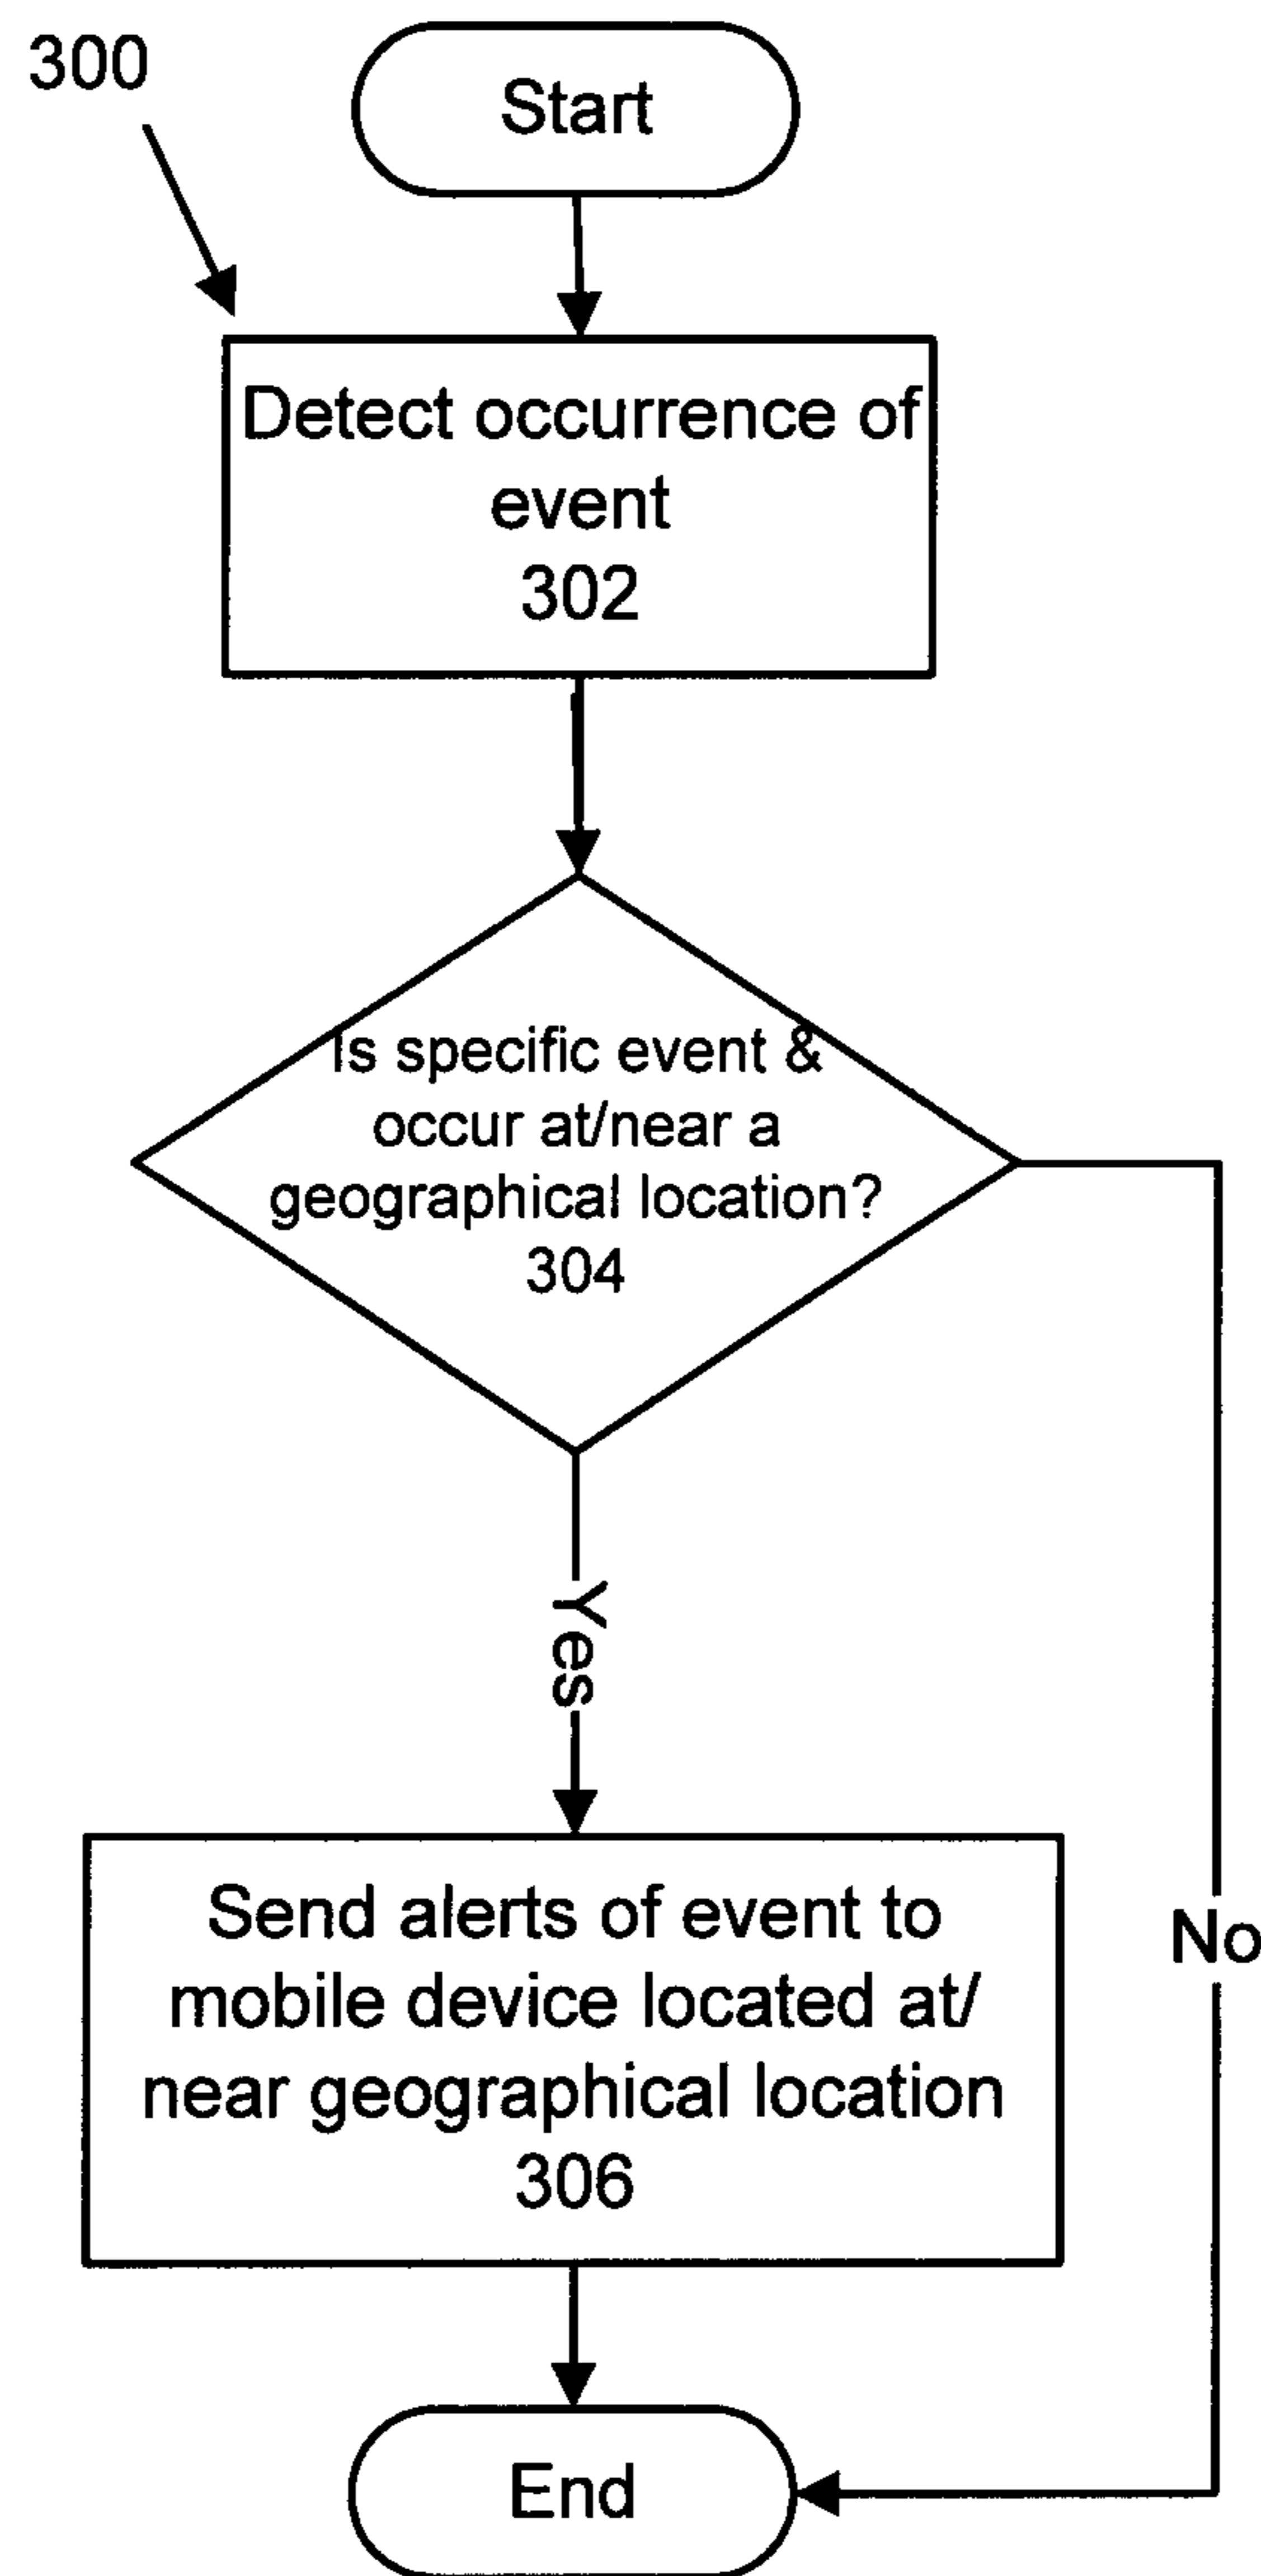 300
Start
Detect occurrence of
event
302
Is specific event &
occur at/near a
geographical location?
304
Yes
Send alerts of event to
mobile device located at/
near geographical location
306
No
End